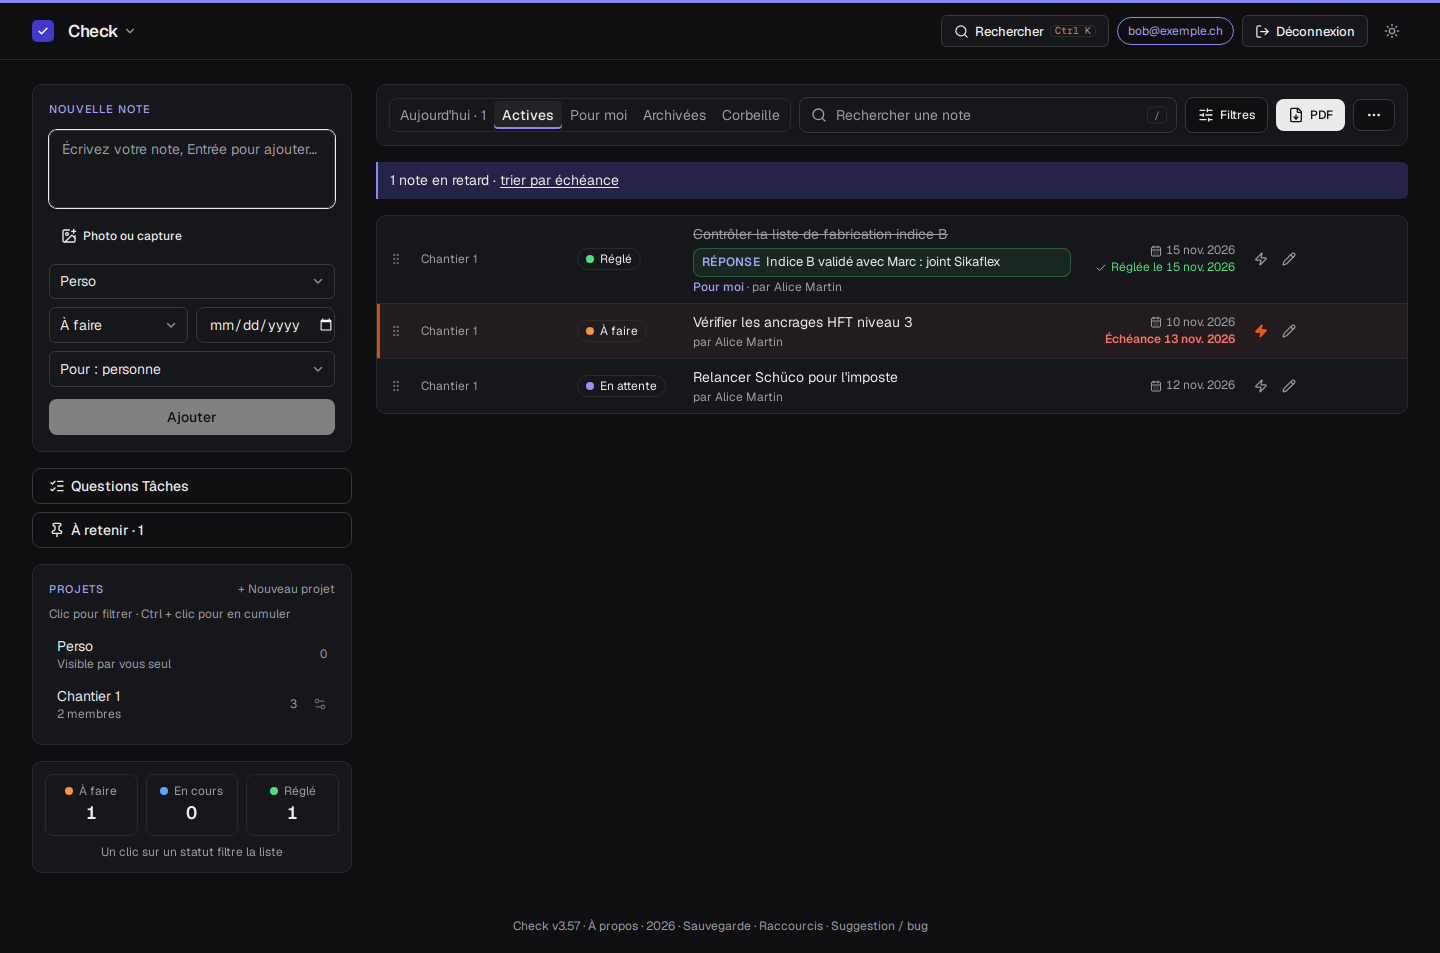 Check
Rechercher Ctrl K
bob@exemple.ch
Déconnexion
NOUVELLE NOTE
Écrivez votre note, Entrée pour ajouter...
Photo ou capture
Perso
À faire
mm/dd/yyyy
Pour : personne
Ajouter
Questions Tâches
À retenir · 1
PROJETS
+ Nouveau projet
Clic pour filtrer · Ctrl + clic pour en cumuler
Perso
0
Visible par vous seul
Chantier 1
3
2 membres
À faire
1
En cours
0
Réglé
1
Un clic sur un statut filtre la liste
Aujourd'hui · 1
Actives
Pour moi
Archivées
Corbeille
Rechercher une note
/
Filtres
PDF
1 note en retard · trier par échéance
Chantier 1
Réglé
Contrôler la liste de fabrication indice B
RÉPONSE Indice B validé avec Marc : joint Sikaflex
Pour moi · par Alice Martin
15 nov. 2026
Réglée le 15 nov. 2026
Chantier 1
À faire
Vérifier les ancrages HFT niveau 3
par Alice Martin
10 nov. 2026
Échéance 13 nov. 2026
Chantier 1
En attente
Relancer Schüco pour l'imposte
par Alice Martin
12 nov. 2026
Check v3.57 · À propos · 2026 · Sauvegarde · Raccourcis · Suggestion / bug